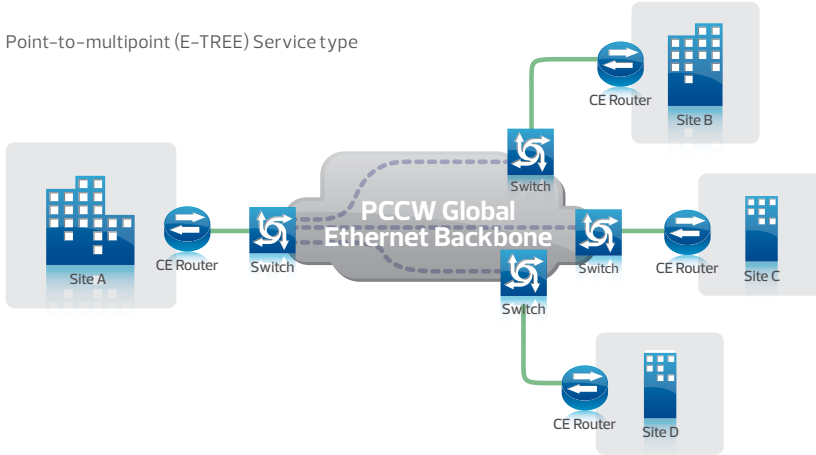 Point-to-multipoint (E-TREE) Service type
CE Router
Site B
Switch
PCCW Global
Ethernet Backbone
Site A
CE Router
Switch
Switch
CE Router
Site C
Switch
CE Router
Site D